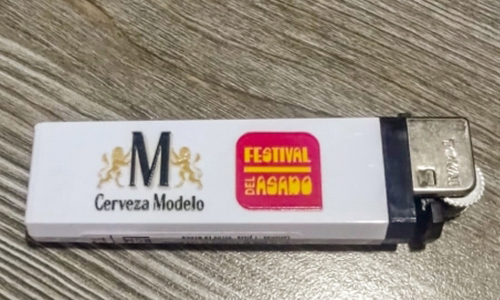 M
Cerveza Modelo
FESTIVAL
DEL ASADO